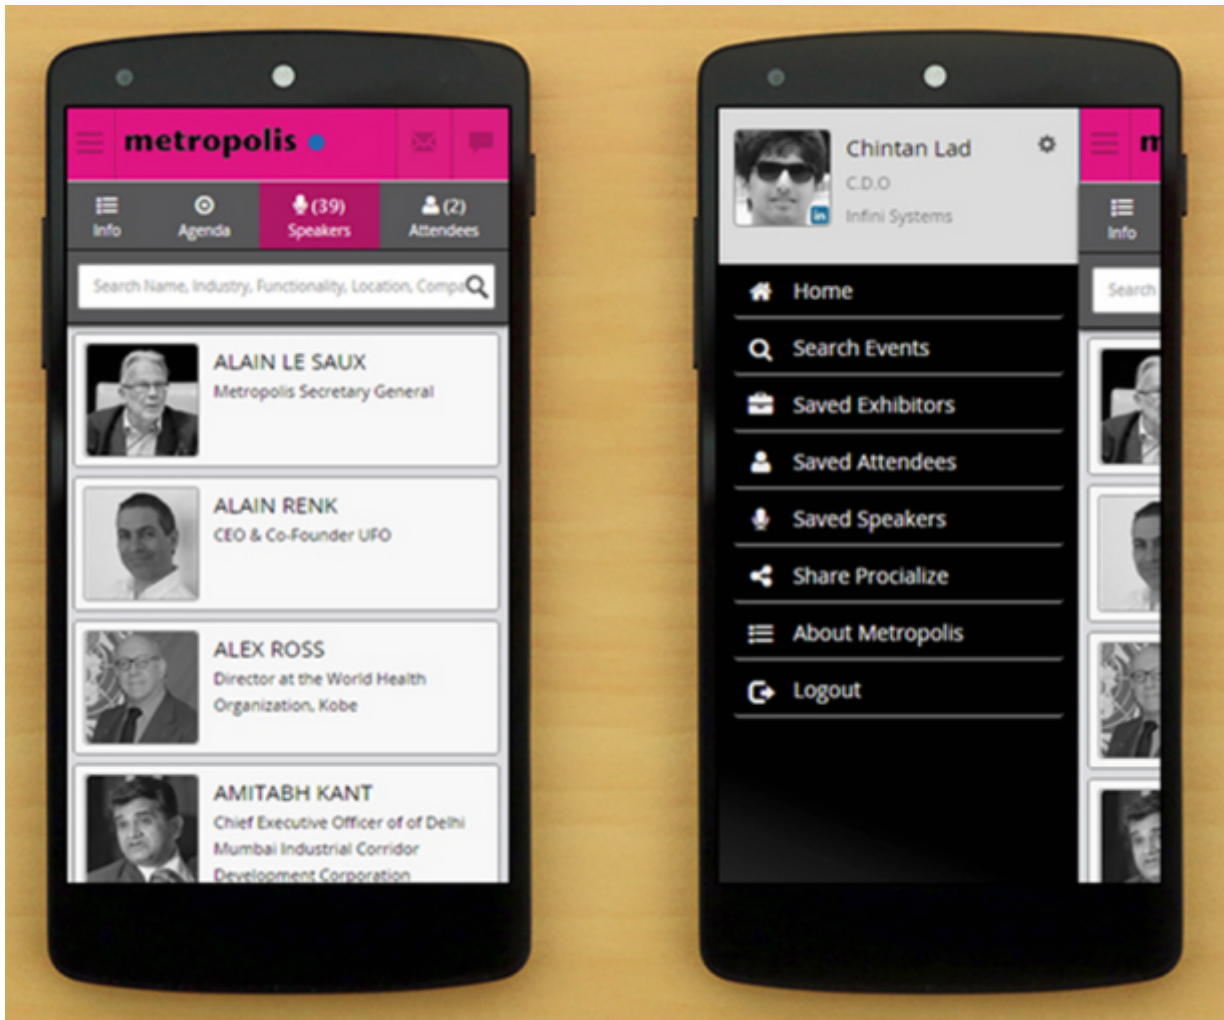 metropolis
(39)
(2)
Info
Agenda
Speakers
Attendees
Search Name, Industry, Functionality, Location, Compa
ALAIN LE SAUX
Metropolis Secretary General
ALAIN RENK
CEO & Co-Founder UFO
ALEX ROSS
Director at the World Health
Organization, Kobe
AMITABH KANT
Chief Executive Officer of of Delhi
Mumbai Industrial Corridor
Development Corporation
Chintan Lad
C.D.O
Infini Systems
in
Home
Search Events
Saved Exhibitors
Saved Attendees
Saved Speakers
Share Procialize
About Metropolis
Logout
m
Info
Search